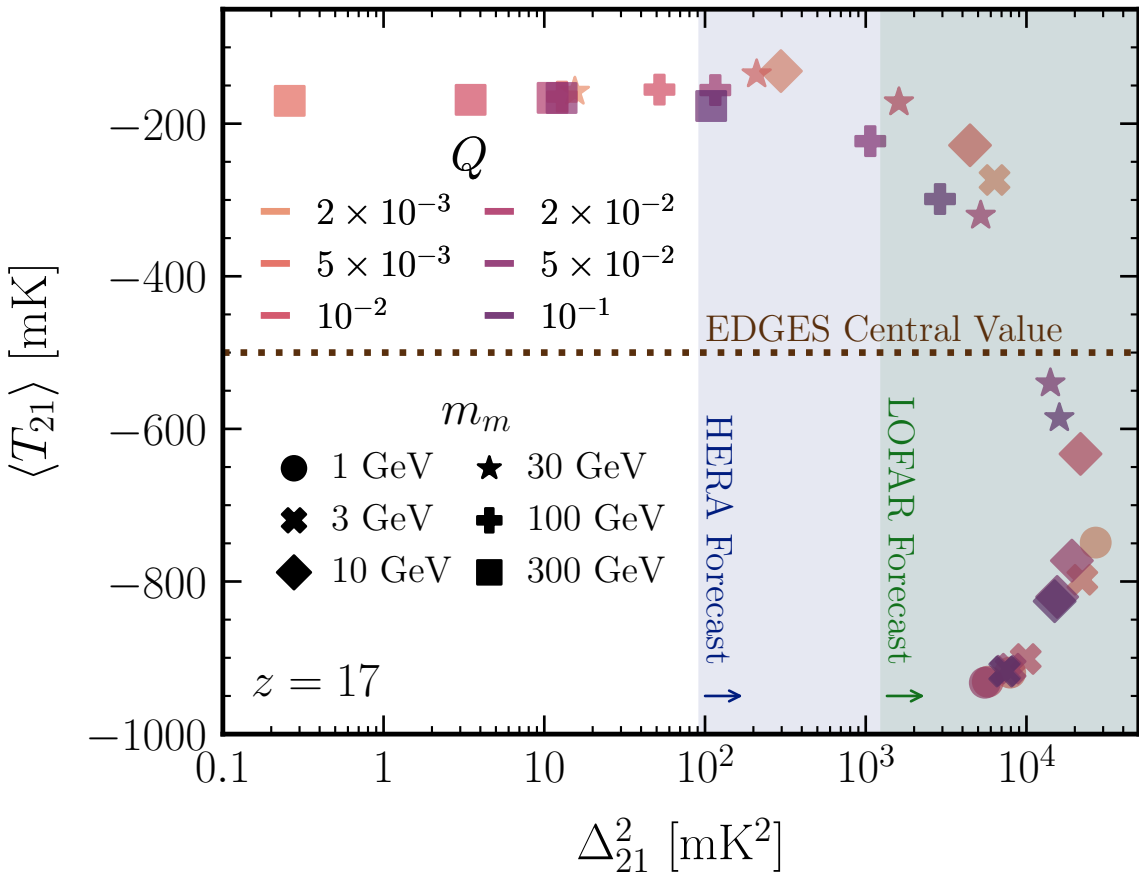 −200
−400
−600
−800
−1000
⟨T₂₁⟩ [mK]
Q
2 × 10⁻³
2 × 10⁻²
5 × 10⁻³
5 × 10⁻²
10⁻²
10⁻¹
EDGES Central Value
mₘ
1 GeV
30 GeV
3 GeV
100 GeV
10 GeV
300 GeV
HERA Forecast
LOFAR Forecast
z = 17
0.1
1
10
10²
10³
10⁴
Δ²₂₁ [mK²]